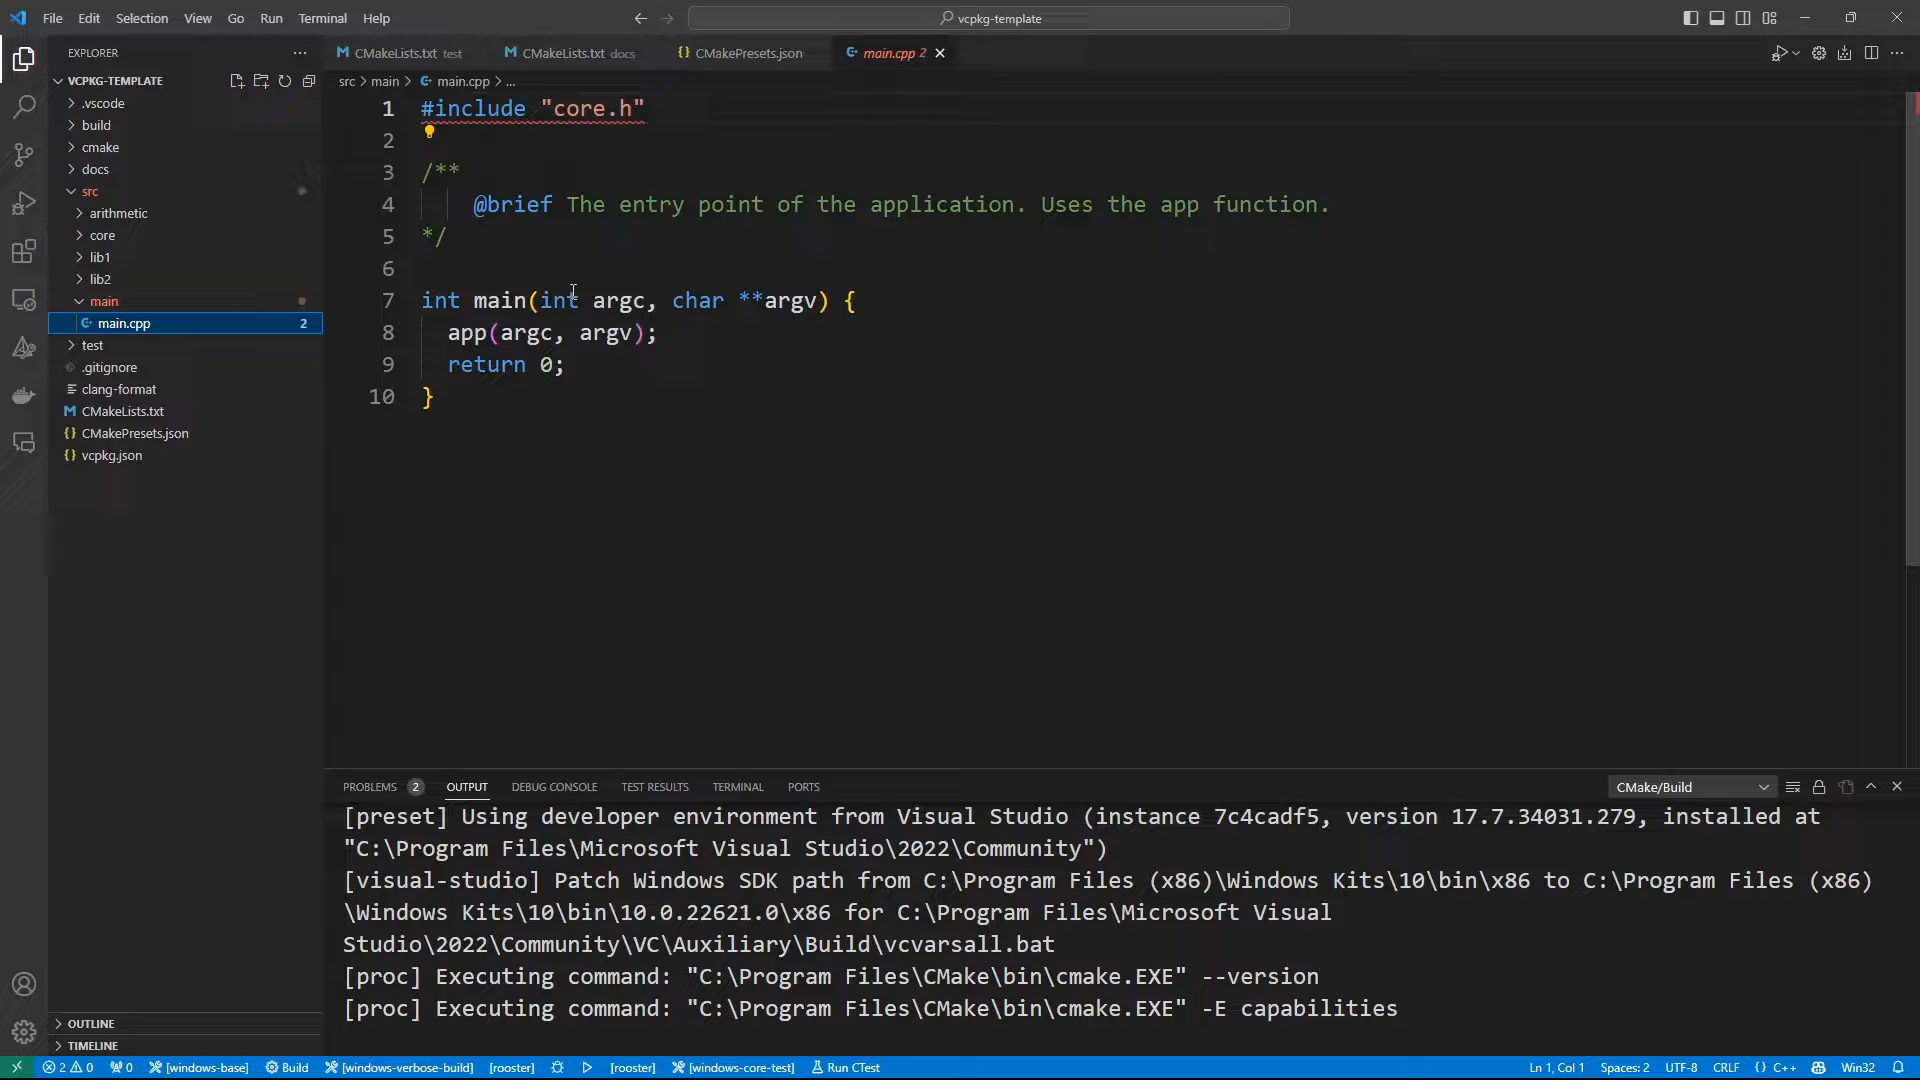 File Edit Selection View Go Run Terminal Help
vcpkg-template
EXPLORER
CMakeLists.txt test
CMakeLists.txt docs
{} CMakePresets.json
main.cpp 2
VCPKG-TEMPLATE
.vscode
build
cmake
docs
src
arithmetic
core
lib1
lib2
main
main.cpp 2
test
.gitignore
clang-format
CMakeLists.txt
{} CMakePresets.json
{} vcpkg.json
OUTLINE
TIMELINE
src > main > main.cpp > ...
1 #include "core.h"
2
3 /**
4 @brief The entry point of the application. Uses the app function.
5 */
6
7 int main(int argc, char **argv) {
8 app(argc, argv);
9 return 0;
10 }
PROBLEMS 2 OUTPUT DEBUG CONSOLE TEST RESULTS TERMINAL PORTS CMake/Build
[preset] Using developer environment from Visual Studio (instance 7c4cadf5, version 17.7.34031.279, installed at
"C:\Program Files\Microsoft Visual Studio\2022\Community")
[visual-studio] Patch Windows SDK path from C:\Program Files (x86)\Windows Kits\10\bin\x86 to C:\Program Files (x86)
\Windows Kits\10\bin\10.0.22621.0\x86 for C:\Program Files\Microsoft Visual
Studio\2022\Community\VC\Auxiliary\Build\vcvarsall.bat
[proc] Executing command: "C:\Program Files\CMake\bin\cmake.EXE" --version
[proc] Executing command: "C:\Program Files\CMake\bin\cmake.EXE" -E capabilities
2 0 0 [windows-base] Build [windows-verbose-build] [rooster] [rooster] [windows-core-test] Run CTest Ln 1, Col 1 Spaces: 2 UTF-8 CRLF {} C++ Win32